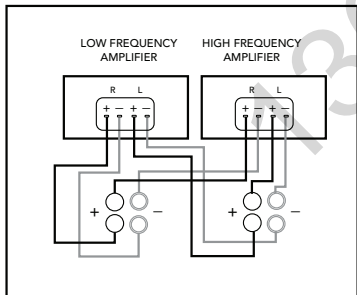 LOW FREQUENCY AMPLIFIER
HIGH FREQUENCY AMPLIFIER
R L
R L
+ − + −
+ − + −
+ −
+ −